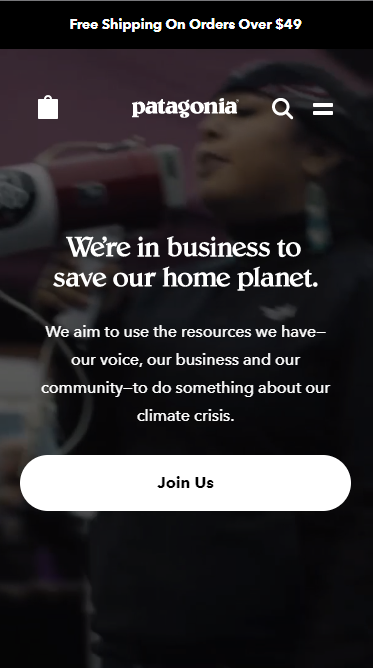 Free Shipping On Orders Over $49
patagonia
We're in business to
save our home planet.
We aim to use the resources we have—
our voice, our business and our
community—to do something about our
climate crisis.
Join Us